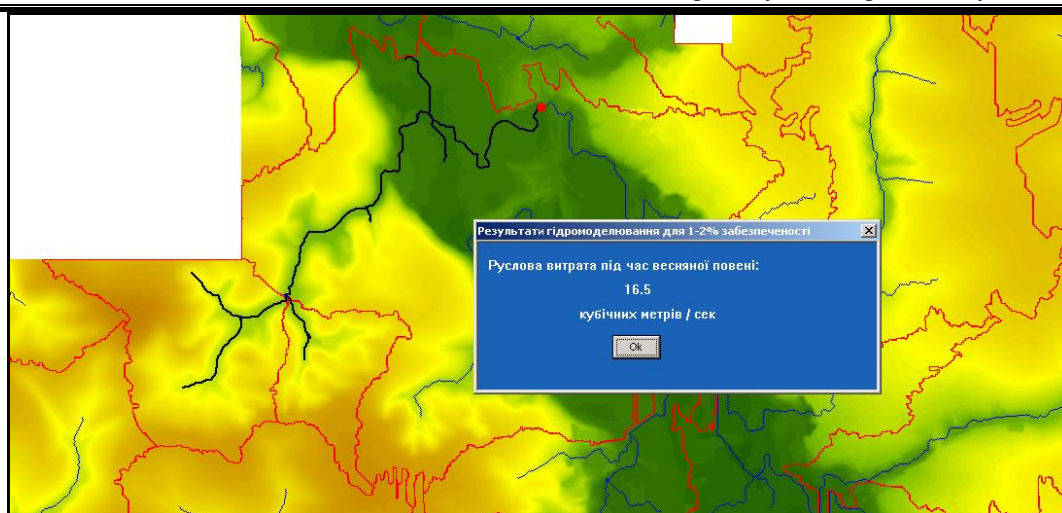 Результати гідромоделювання для 1-2% забезпеченості
Руслова витрата під час весняної повені:
16.5
кубічних метрів / сек
Ok